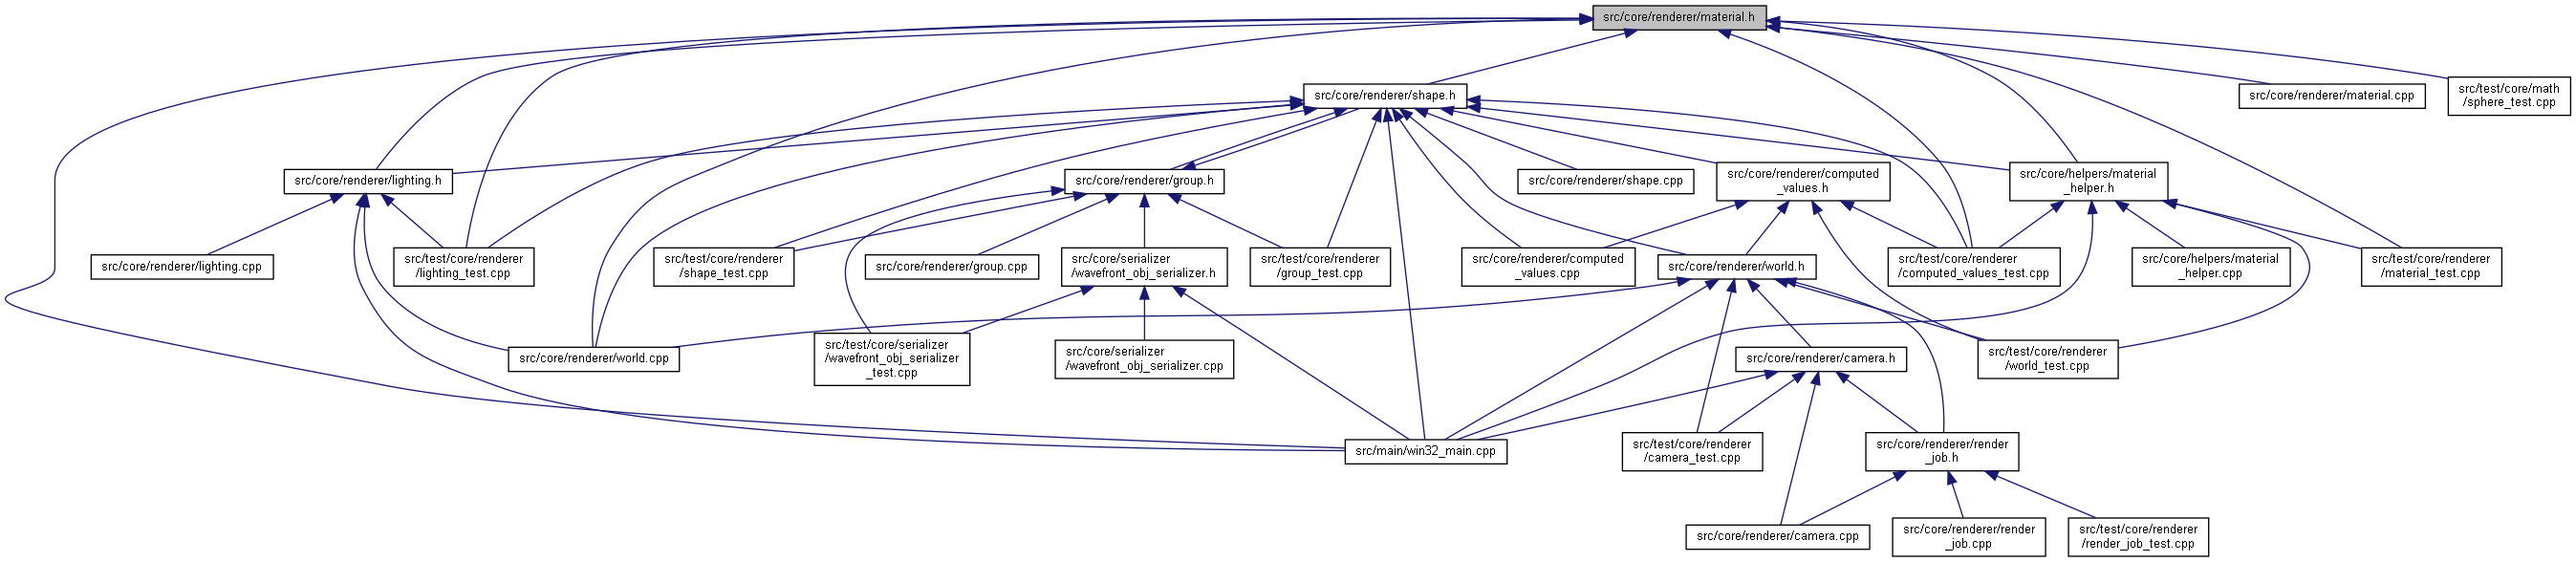 src/core/renderer/material.h
src/core/renderer/shape.h
src/core/renderer/material.cpp
src/test/core/math
/sphere_test.cpp
src/core/renderer/lighting.h
src/core/renderer/group.h
src/core/renderer/shape.cpp
src/core/renderer/computed
_values.h
src/core/helpers/material
_helper.h
src/core/renderer/lighting.cpp
src/test/core/renderer
/lighting_test.cpp
src/test/core/renderer
/shape_test.cpp
src/core/renderer/group.cpp
src/core/serializer
/wavefront_obj_serializer.h
src/test/core/renderer
/group_test.cpp
src/core/renderer/computed
_values.cpp
src/core/renderer/world.h
src/test/core/renderer
/computed_values_test.cpp
src/core/helpers/material
_helper.cpp
src/test/core/renderer
/material_test.cpp
src/core/renderer/world.cpp
src/test/core/serializer
/wavefront_obj_serializer
_test.cpp
src/core/serializer
/wavefront_obj_serializer.cpp
src/core/renderer/camera.h
src/test/core/renderer
/world_test.cpp
src/main/win32_main.cpp
src/test/core/renderer
/camera_test.cpp
src/core/renderer/render
_job.h
src/core/renderer/camera.cpp
src/core/renderer/render
_job.cpp
src/test/core/renderer
/render_job_test.cpp